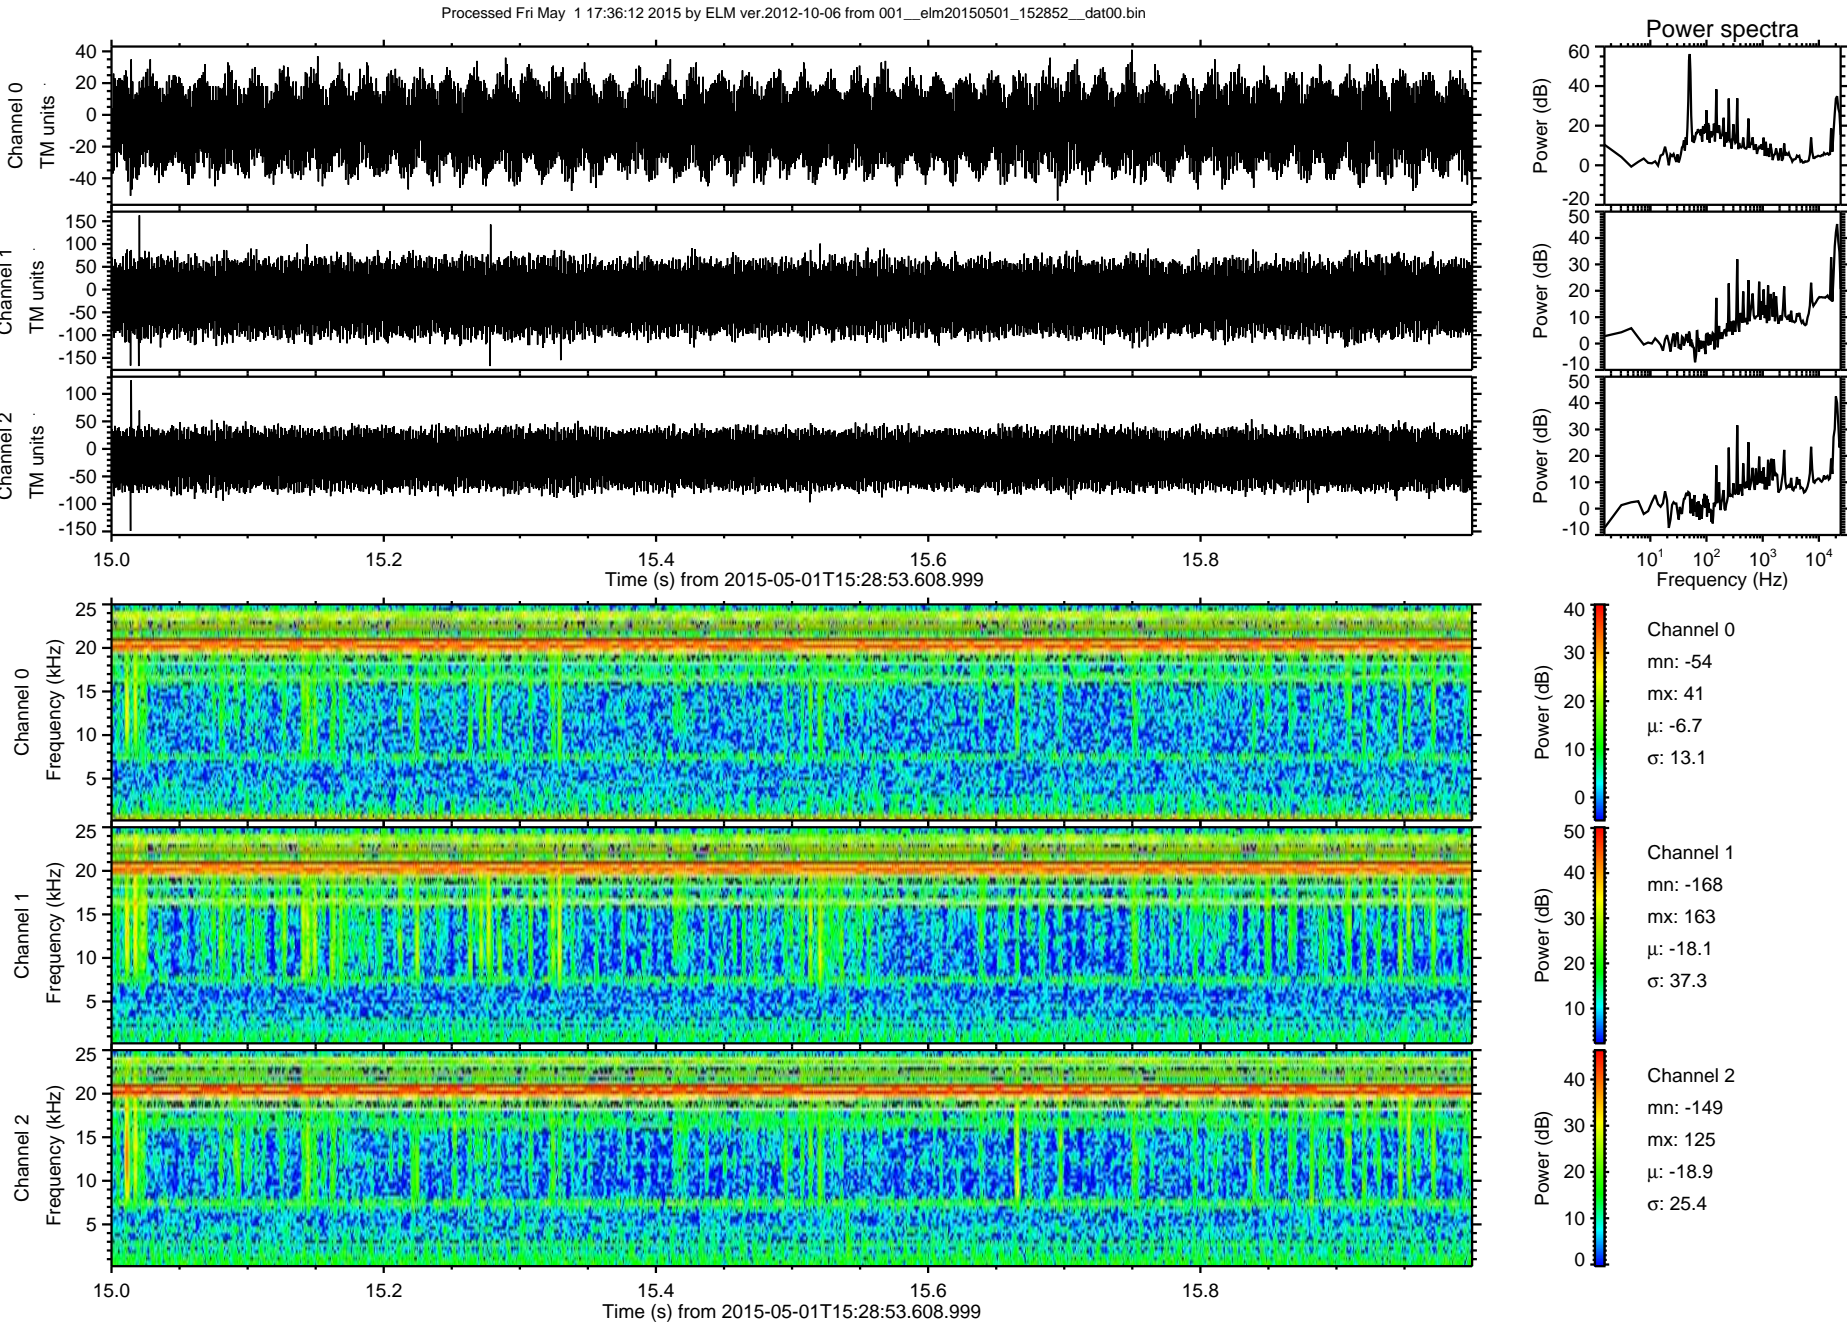 Processed Fri May  1 17:36:12 2015 by ELM ver.2012-10-06 from 001__elm20150501_152852__dat00.bin
Power spectra
Channel 0
TM units
40
20
0
-20
-40
Power (dB)
60
40
20
0
-20
Channel 1
TM units
150
100
50
0
-50
-100
-150
Power (dB)
50
40
30
20
10
0
-10
Channel 2
TM units
100
50
0
-50
-100
-150
Power (dB)
50
40
30
20
10
0
-10
15.0 15.2 15.4 15.6 15.8
Time (s) from 2015-05-01T15:28:53.608.999
10^1 10^2 10^3 10^4
Frequency (Hz)
Channel 0
Frequency (kHz)
25
20
15
10
5
Power (dB)
40
30
20
10
0
Channel 0
mn: -54
mx: 41
μ: -6.7
σ: 13.1
Channel 1
Frequency (kHz)
25
20
15
10
5
Power (dB)
50
40
30
20
10
Channel 1
mn: -168
mx: 163
μ: -18.1
σ: 37.3
Channel 2
Frequency (kHz)
25
20
15
10
5
Power (dB)
40
30
20
10
0
Channel 2
mn: -149
mx: 125
μ: -18.9
σ: 25.4
15.0 15.2 15.4 15.6 15.8
Time (s) from 2015-05-01T15:28:53.608.999